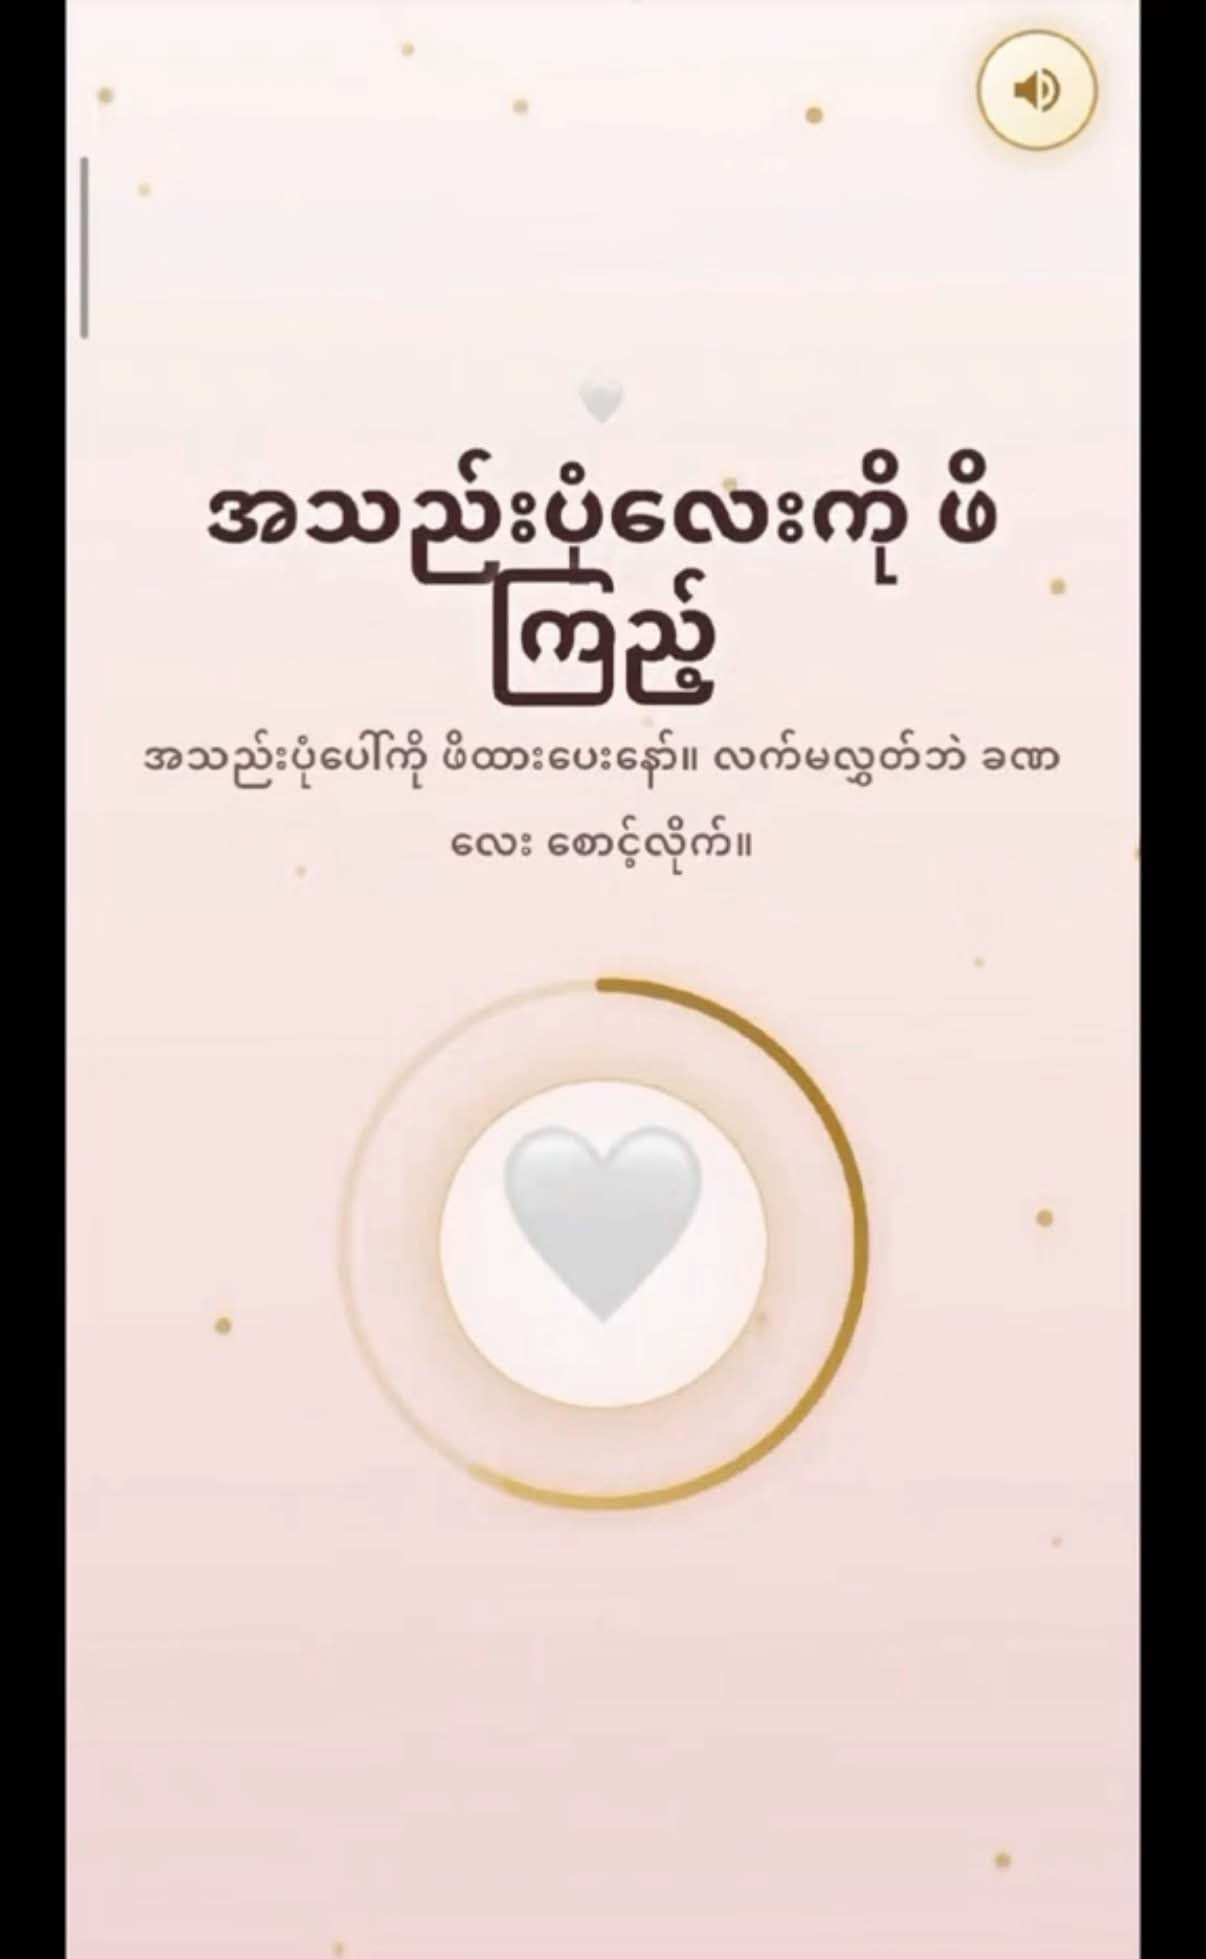 အသည်းပုံလေးကို ဖိ
ကြည့်
အသည်းပုံပေါ်ကို ဖိထားပေးနော်။ လက်မလွှတ်ဘဲ ခဏ
လေး စောင့်လိုက်။